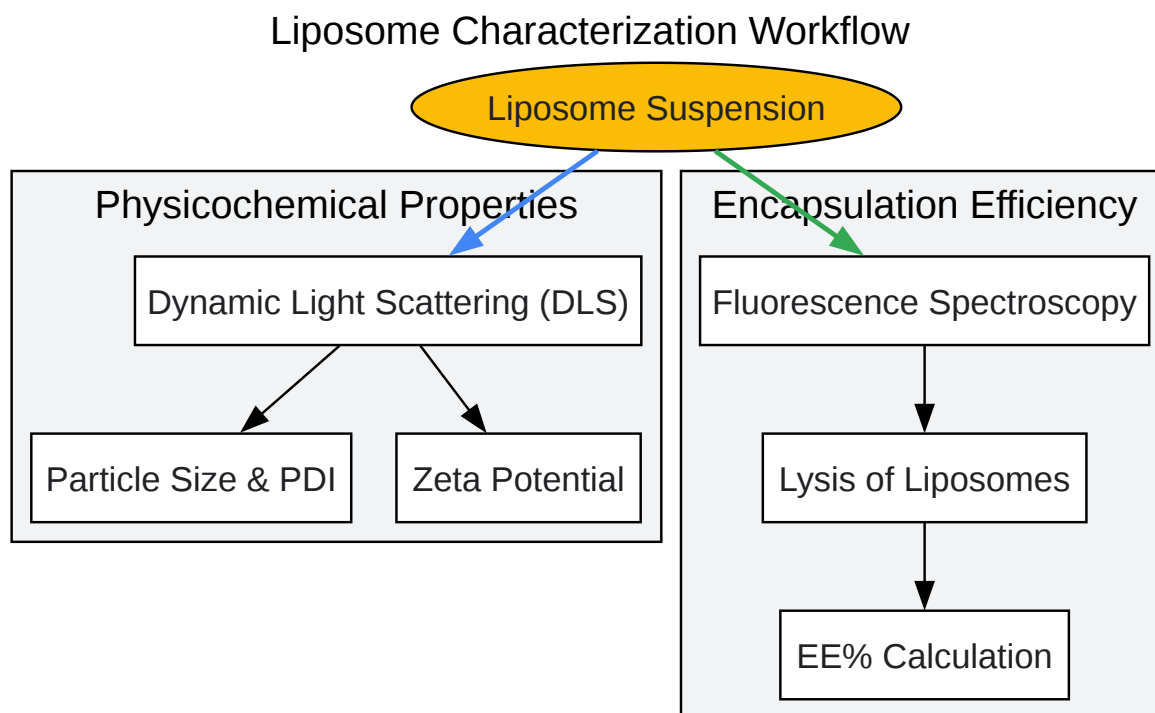 Liposome Characterization Workflow
Liposome Suspension
Physicochemical Properties
Dynamic Light Scattering (DLS)
Particle Size & PDI
Zeta Potential
Encapsulation Efficiency
Fluorescence Spectroscopy
Lysis of Liposomes
EE% Calculation